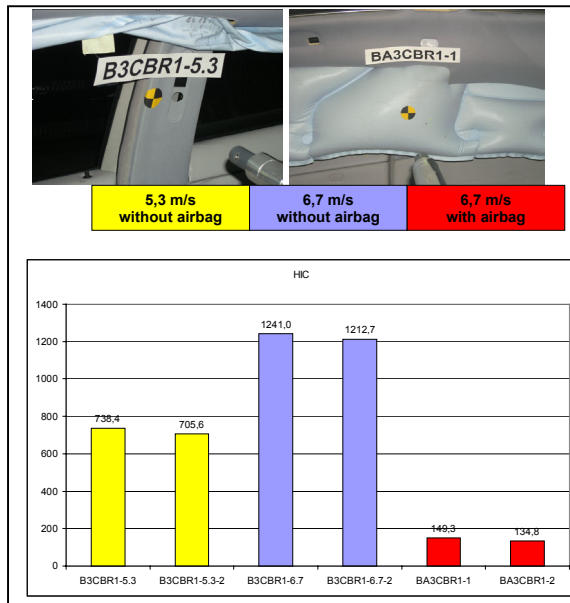 B3CBR1-5.3
BA3CBR1-1
5,3 m/s
without airbag
6,7 m/s
without airbag
6,7 m/s
with airbag
HIC
1400
1200
1000
800
600
400
200
0
738,4
705,6
1241,0
1212,7
149,3
134,8
B3CBR1-5.3
B3CBR1-5.3-2
B3CBR1-6.7
B3CBR1-6.7-2
BA3CBR1-1
BA3CBR1-2